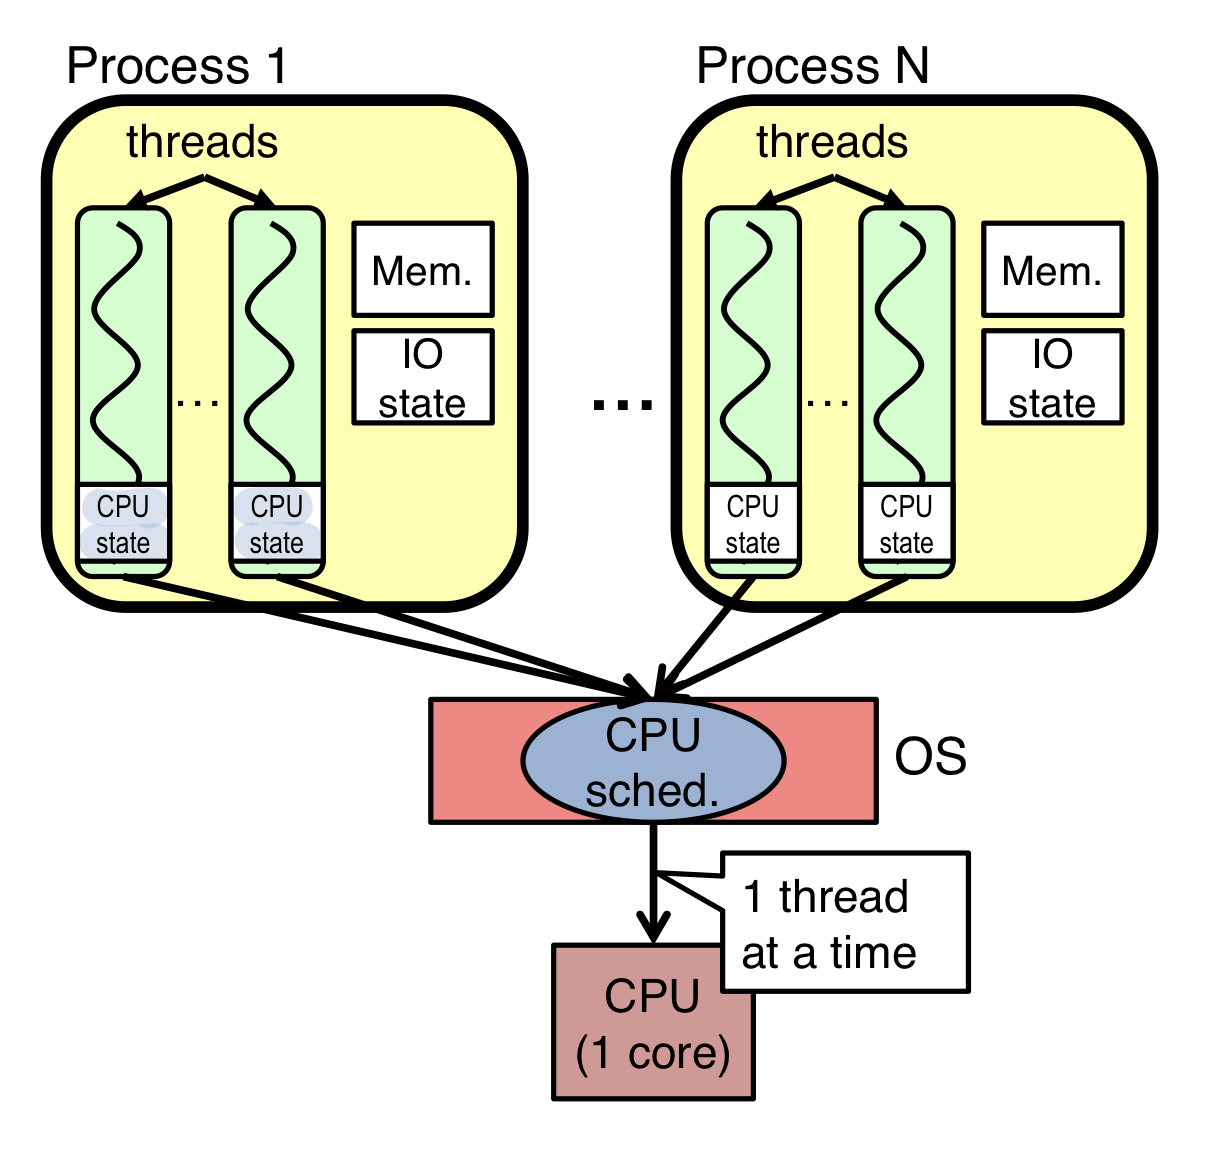 Process 1
threads
Mem.
IO
state
...
CPU
state
CPU
state
...
Process N
threads
Mem.
IO
state
...
CPU
state
CPU
state
CPU
sched.
OS
1 thread
at a time
CPU
(1 core)